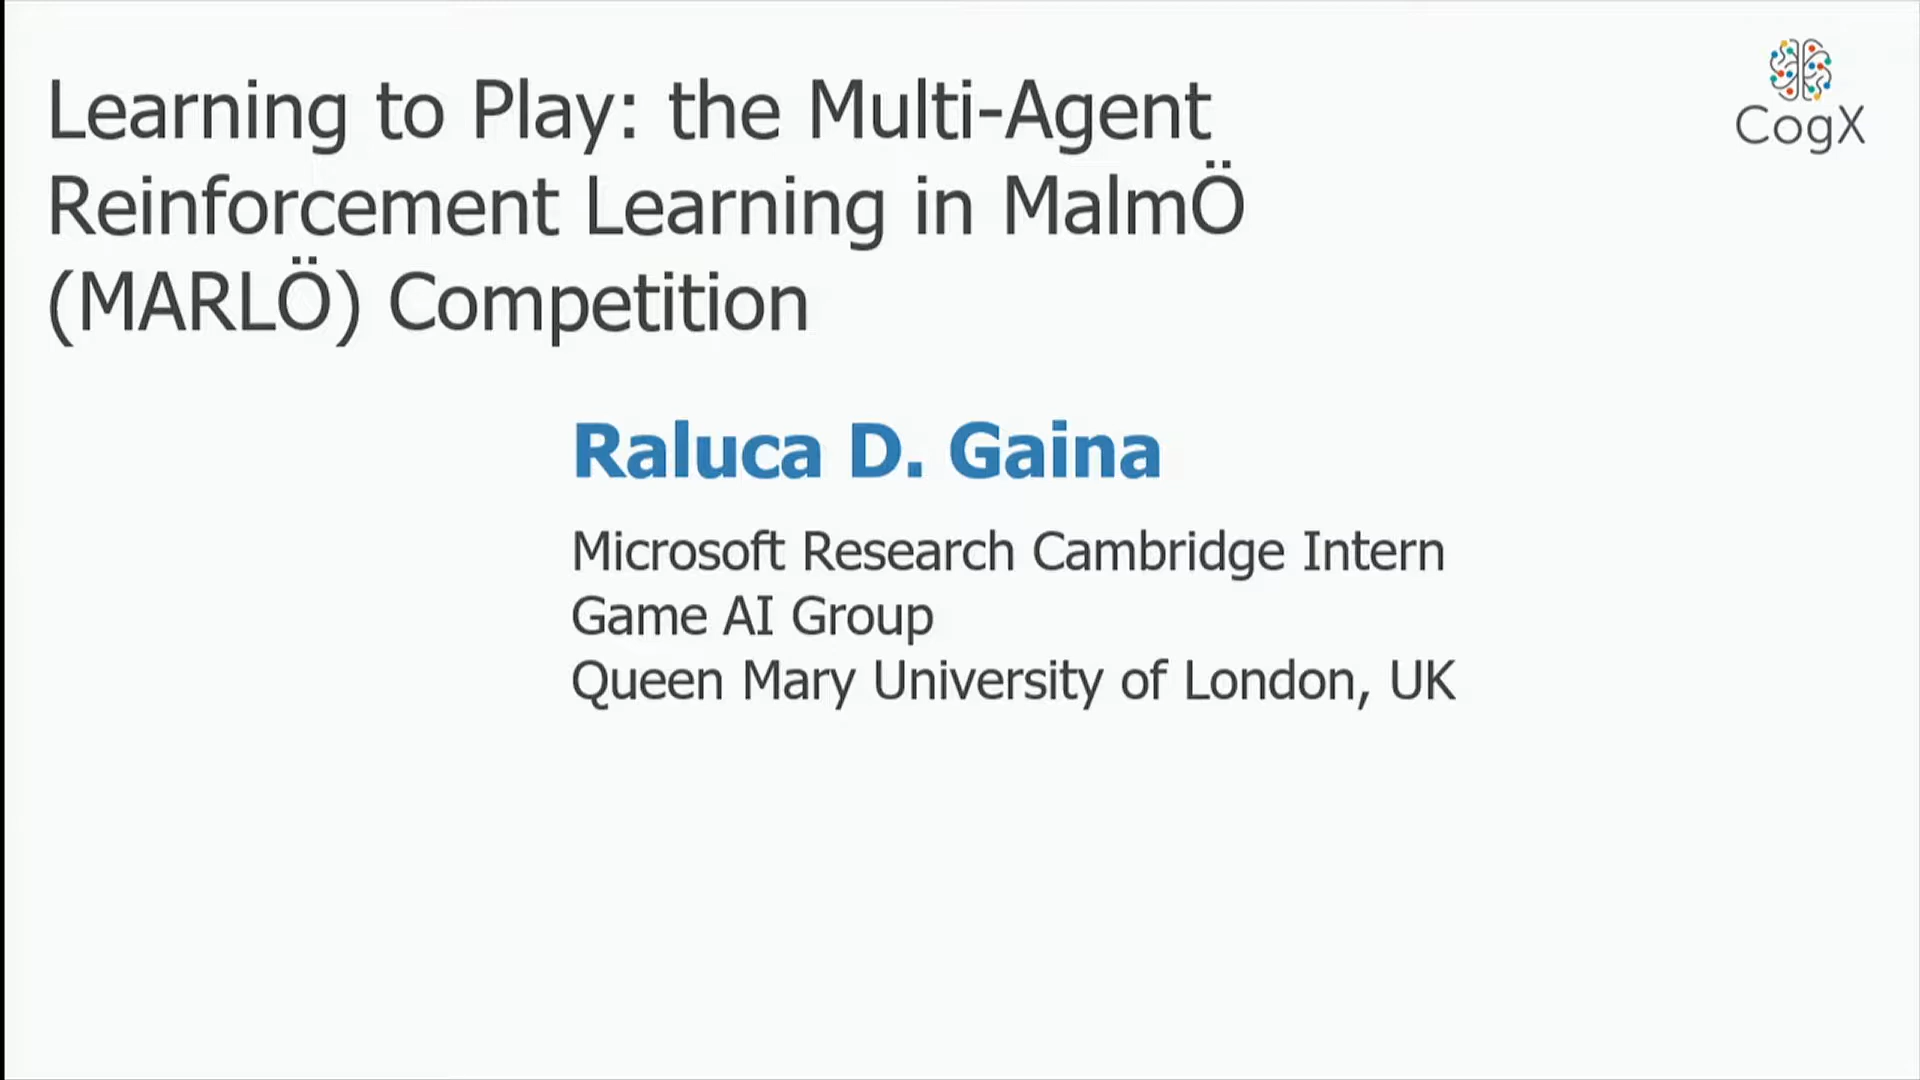 Learning to Play: the Multi-Agent
Reinforcement Learning in MalmÖ
(MARLÖ) Competition
CogX
Raluca D. Gaina
Microsoft Research Cambridge Intern
Game AI Group
Queen Mary University of London, UK